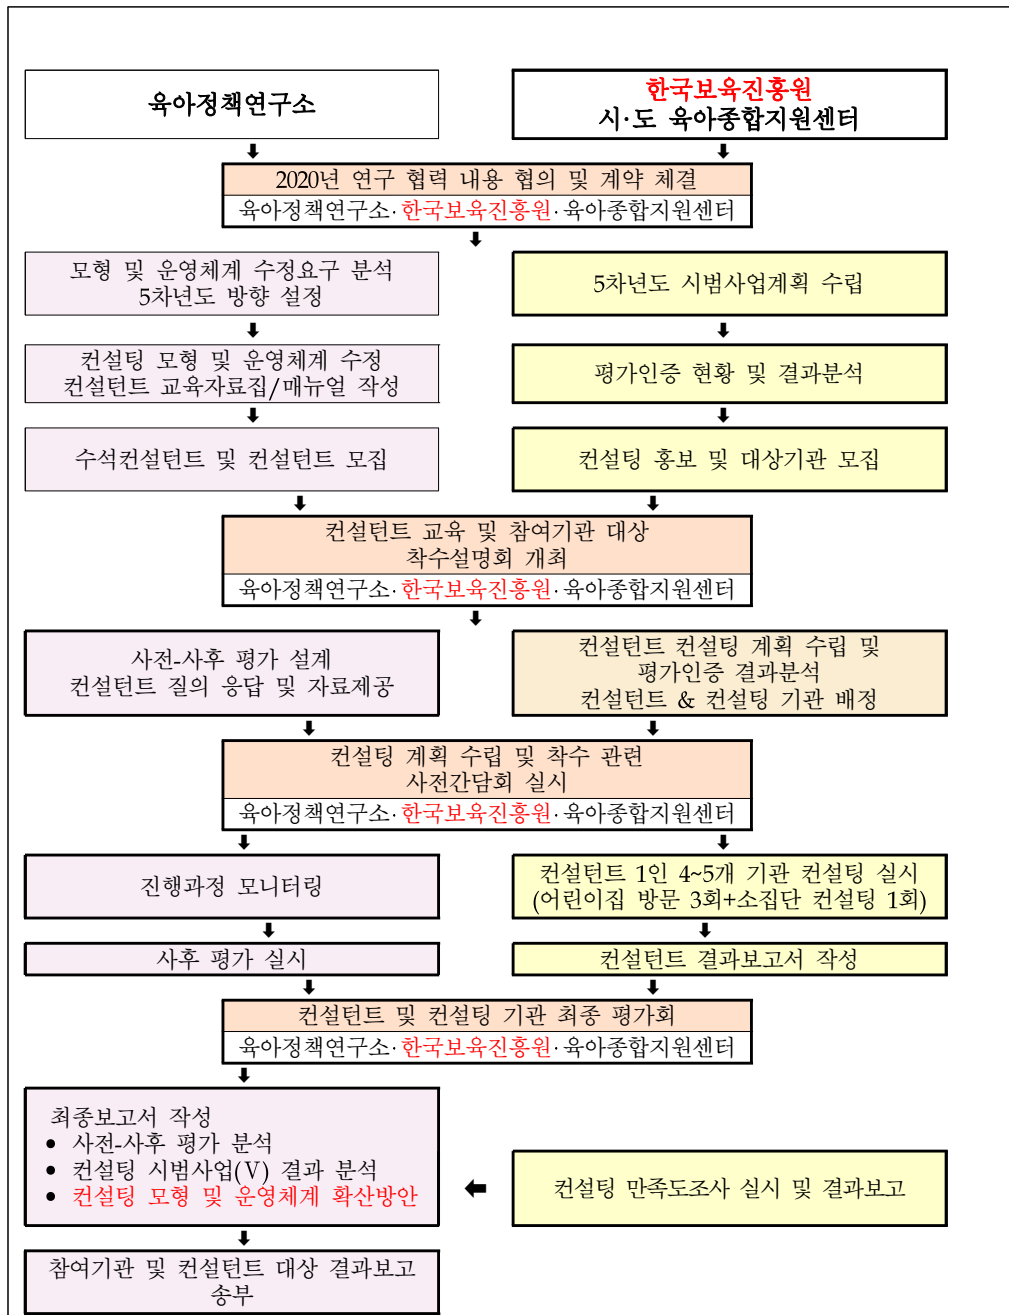 육아정책연구소
한국보육진흥원
시·도 육아종합지원센터
2020년 연구 협력 내용 협의 및 계약 체결
육아정책연구소·한국보육진흥원·육아종합지원센터
모형 및 운영체계 수정요구 분석
5차년도 방향 설정
5차년도 시범사업계획 수립
컨설팅 모형 및 운영체계 수정
컨설턴트 교육자료집/매뉴얼 작성
평가인증 현황 및 결과분석
수석컨설턴트 및 컨설턴트 모집
컨설팅 홍보 및 대상기관 모집
컨설턴트 교육 및 참여기관 대상
착수설명회 개최
육아정책연구소·한국보육진흥원·육아종합지원센터
사전-사후 평가 설계
컨설턴트 질의 응답 및 자료제공
컨설턴트 컨설팅 계획 수립 및
평가인증 결과분석
컨설턴트 & 컨설팅 기관 배정
컨설팅 계획 수립 및 착수 관련
사전간담회 실시
육아정책연구소·한국보육진흥원·육아종합지원센터
진행과정 모니터링
컨설턴트 1인 4~5개 기관 컨설팅 실시
(어린이집 방문 3회+소집단 컨설팅 1회)
사후 평가 실시
컨설턴트 결과보고서 작성
컨설턴트 및 컨설팅 기관 최종 평가회
육아정책연구소·한국보육진흥원·육아종합지원센터
최종보고서 작성
● 사전-사후 평가 분석
● 컨설팅 시범사업(Ⅴ) 결과 분석
● 컨설팅 모형 및 운영체계 확산방안
컨설팅 만족도조사 실시 및 결과보고
참여기관 및 컨설턴트 대상 결과보고
송부